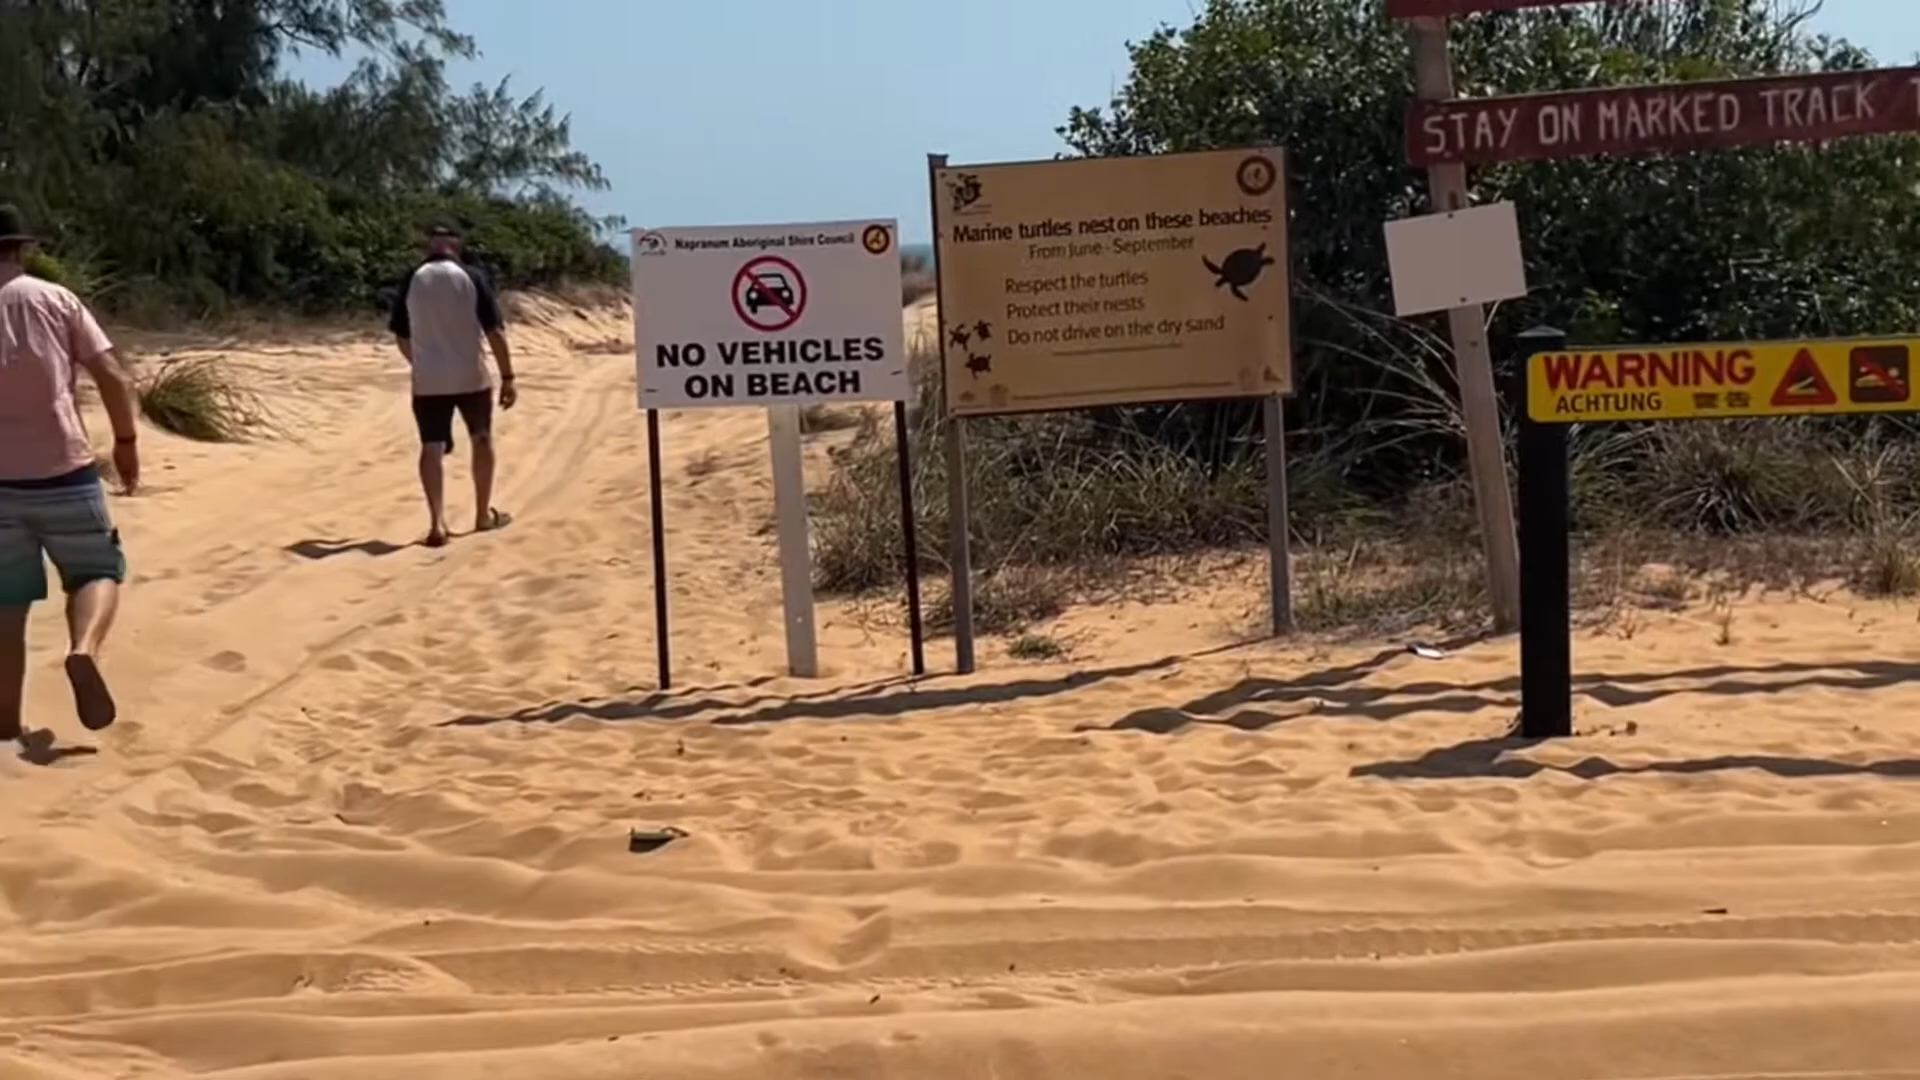 Napranum Aboriginal Shire Council
NO VEHICLES
ON BEACH
Marine turtles nest on these beaches
From June - September
Respect the turtles
Protect their nests
Do not drive on the dry sand
STAY ON MARKED TRACK
WARNING
ACHTUNG